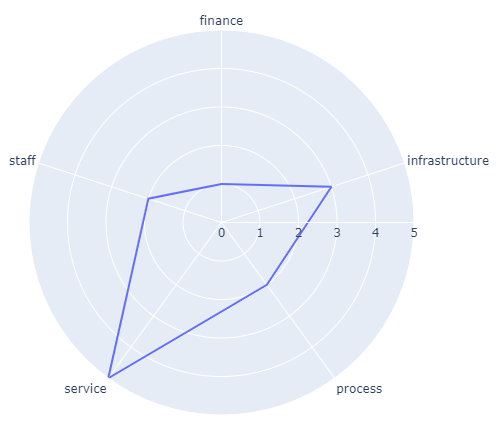 finance
staff
infrastructure
0 1 2 3 4 5
service
process